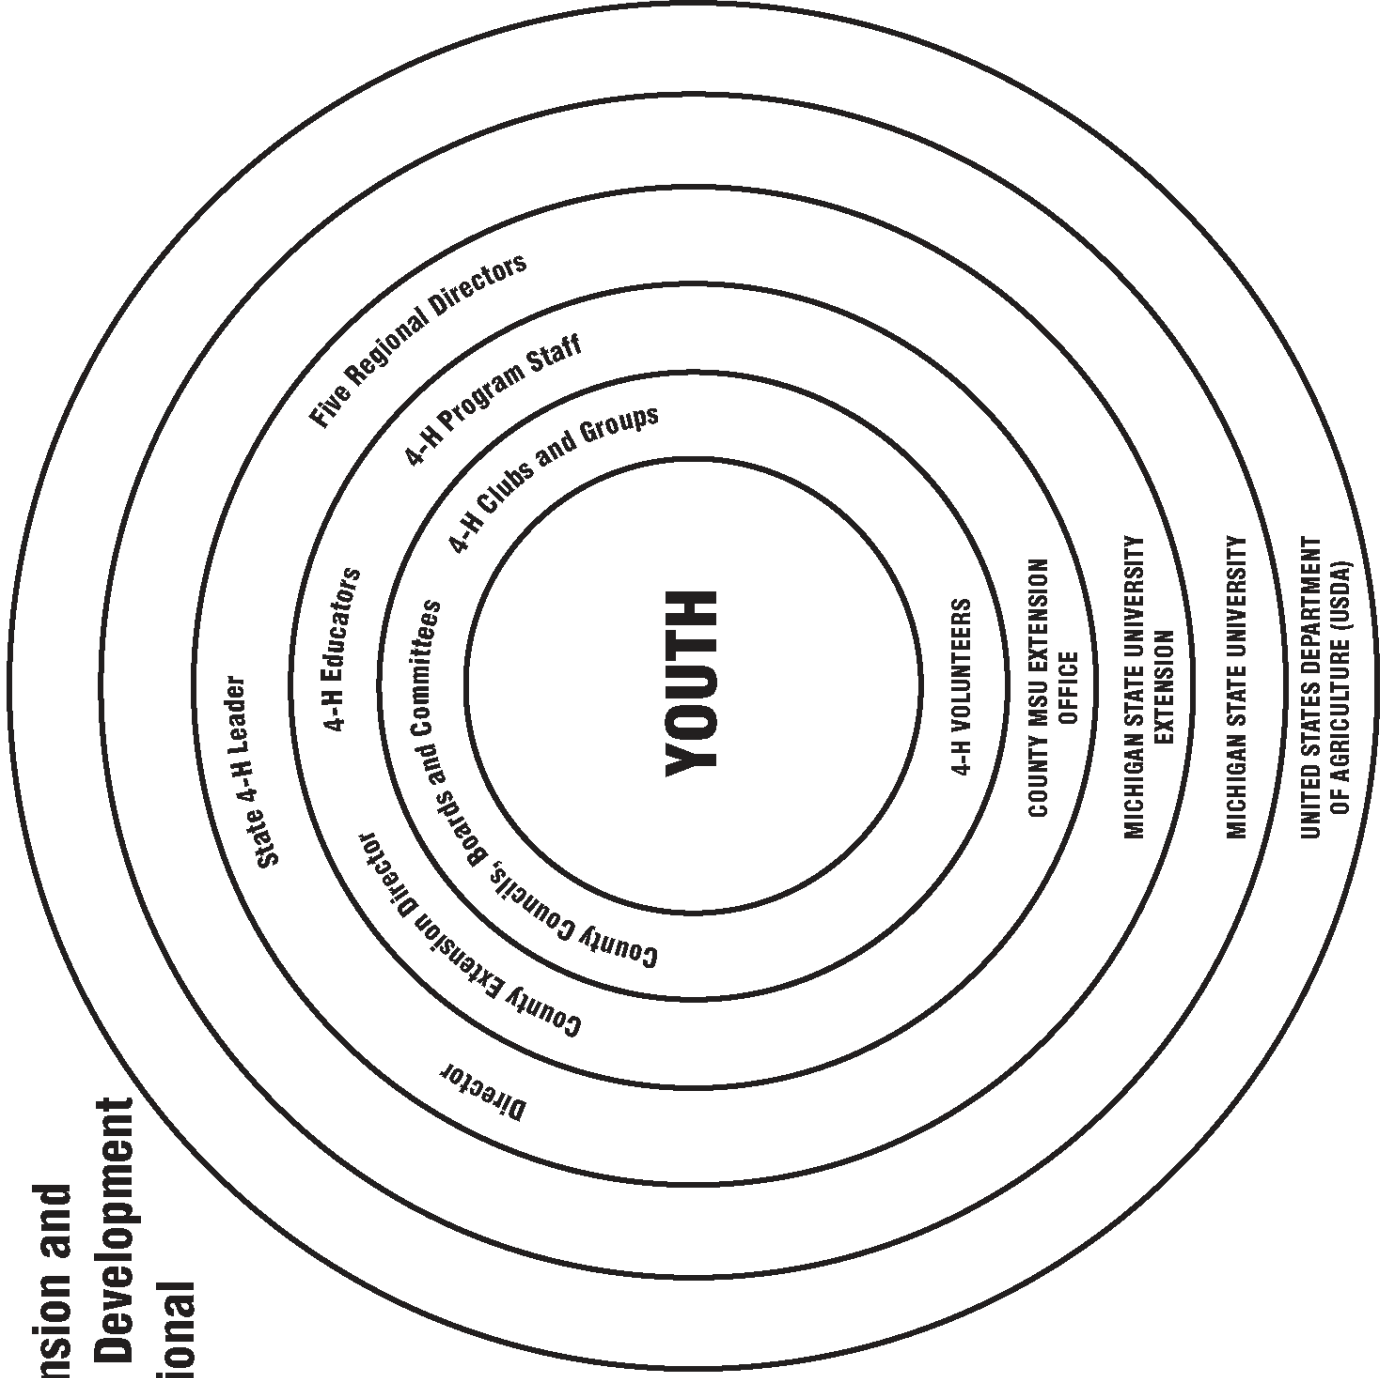 nsion and
Development
ional
Director
State 4-H Leader
Five Regional Directors
County Extension Director
4-H Educators
4-H Program Staff
County Councils, Boards and Committees
4-H Clubs and Groups
YOUTH
4-H VOLUNTEERS
COUNTY MSU EXTENSION
OFFICE
MICHIGAN STATE UNIVERSITY
EXTENSION
MICHIGAN STATE UNIVERSITY
UNITED STATES DEPARTMENT
OF AGRICULTURE (USDA)